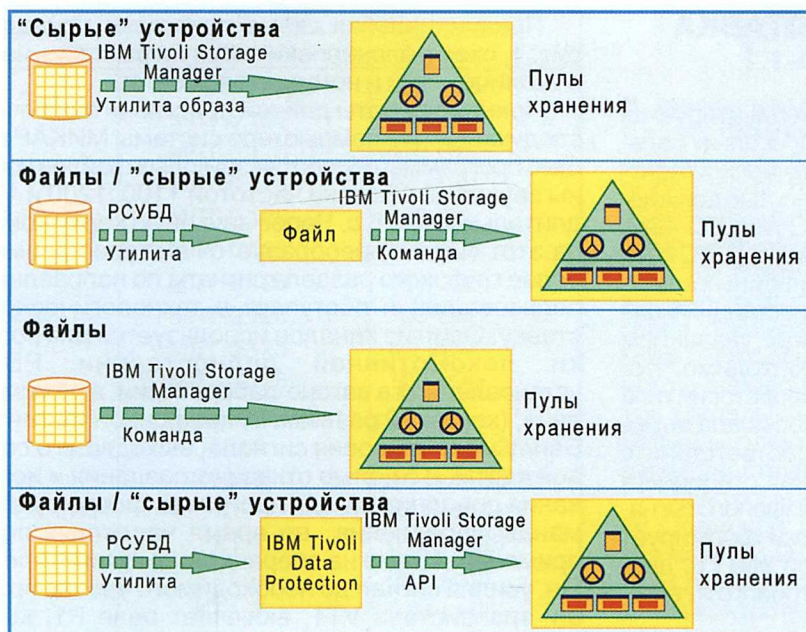 “Сырые” устройства
IBM Tivoli Storage
Manager
Утилита образа
Пулы
хранения
Файлы / “сырые” устройства
РСУБД
Утилита
Файл
IBM Tivoli Storage
Manager
Команда
Пулы
хранения
Файлы
IBM Tivoli Storage
Manager
Команда
Пулы
хранения
Файлы / “сырые” устройства
РСУБД
Утилита
IBM Tivoli
Data
Protection
IBM Tivoli Storage
Manager
API
Пулы
хранения